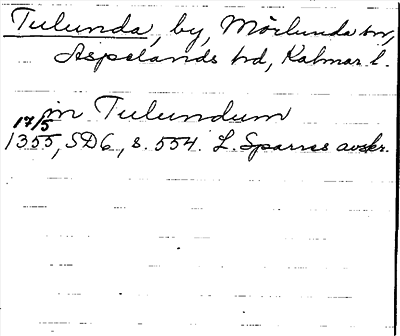 Tulunda, by, Mörlunda sn,
Aspelands hd, Kalmar l.
in Tulundum
17/5
1355, SD6, s. 554. L. Sparres avskr.